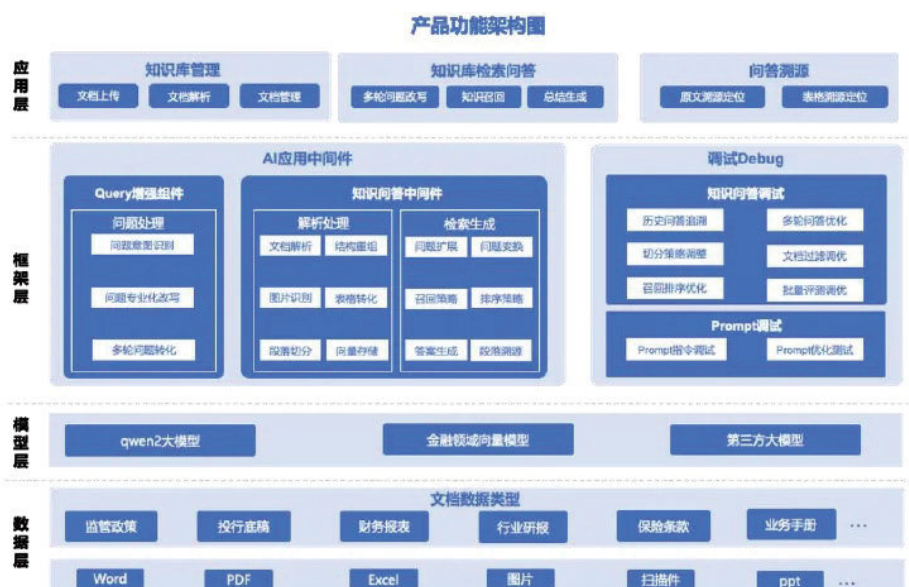 产品功能架构图
应用层
知识库管理
文档上传 文档解析 文档管理
知识库检索问答
多轮问题改写 知识召回 总结生成
问答溯源
原文溯源定位 表格溯源定位
框架层
AI应用中间件
Query增强组件
问题处理
问题意图识别
问题专业化改写
多轮问题转化
知识问答中间件
解析处理
文档解析 结构重组
图片识别 表格转化
段落切分 向量存储
检索生成
问题扩展 问题变换
召回策略 排序策略
答案生成 段落溯源
调试Debug
知识问答调试
历史问答追溯 多轮问答优化
切分策略调整 文档过滤调优
召回排序优化 批量评测调优
Prompt调试
Prompt指令调试 Prompt优化测试
模型层
qwen2大模型 金融领域向量模型 第三方大模型
数据层
文档数据类型
监管政策 投行底稿 财务报表 行业研报 保险条款 业务手册 ...
Word PDF Excel 图片 扫描件 ppt ...